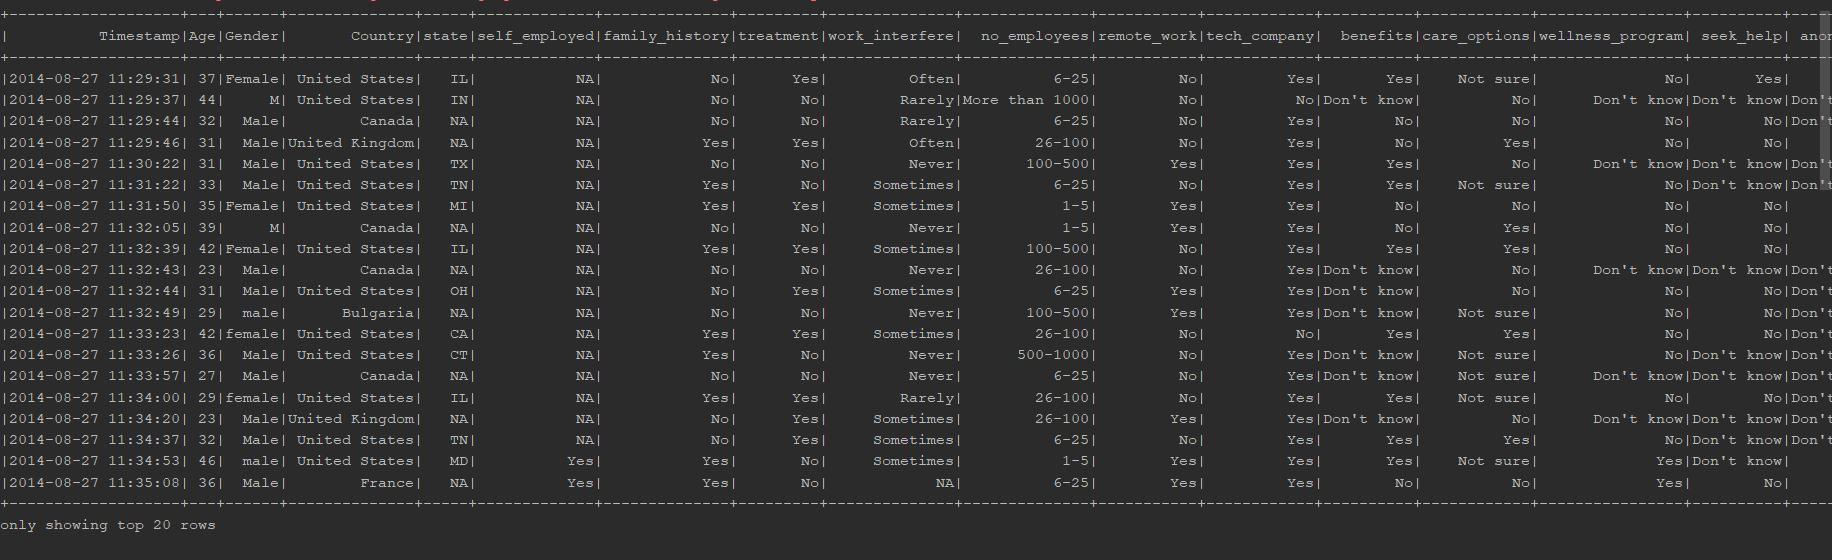 +-------------------+---+------+--------------+-----+-------------+--------------+---------+--------------+--------------+-----------+------------+----------+------------+----------------+----------+----
|          Timestamp|Age|Gender|       Country|state|self_employed|family_history|treatment|work_interfere|  no_employees|remote_work|tech_company|  benefits|care_options|wellness_program| seek_help| anon
+-------------------+---+------+--------------+-----+-------------+--------------+---------+--------------+--------------+-----------+------------+----------+------------+----------------+----------+----
|2014-08-27 11:29:31| 37|Female| United States|   IL|           NA|            No|      Yes|         Often|          6-25|         No|         Yes|       Yes|    Not sure|              No|       Yes|
|2014-08-27 11:29:37| 44|     M| United States|   IN|           NA|            No|       No|        Rarely|More than 1000|         No|          No|Don't know|          No|      Don't know|Don't know|Don't
|2014-08-27 11:29:44| 32|  Male|        Canada|   NA|           NA|            No|       No|        Rarely|          6-25|         No|         Yes|        No|          No|              No|        No|Don't
|2014-08-27 11:29:46| 31|  Male|United Kingdom|   NA|           NA|           Yes|      Yes|         Often|        26-100|         No|         Yes|        No|         Yes|              No|        No|
|2014-08-27 11:30:22| 31|  Male| United States|   TX|           NA|            No|       No|         Never|       100-500|        Yes|         Yes|       Yes|          No|      Don't know|Don't know|Don't
|2014-08-27 11:31:22| 33|  Male| United States|   TN|           NA|           Yes|       No|     Sometimes|          6-25|         No|         Yes|       Yes|    Not sure|              No|Don't know|Don't
|2014-08-27 11:31:50| 35|Female| United States|   MI|           NA|           Yes|      Yes|     Sometimes|           1-5|        Yes|         Yes|        No|          No|              No|        No|
|2014-08-27 11:32:05| 39|     M|        Canada|   NA|           NA|            No|       No|         Never|           1-5|        Yes|         Yes|        No|         Yes|              No|        No|
|2014-08-27 11:32:39| 42|Female| United States|   IL|           NA|           Yes|      Yes|     Sometimes|       100-500|         No|         Yes|       Yes|         Yes|              No|        No|
|2014-08-27 11:32:43| 23|  Male|        Canada|   NA|           NA|            No|       No|         Never|        26-100|         No|         Yes|Don't know|          No|      Don't know|Don't know|Don't
|2014-08-27 11:32:44| 31|  Male| United States|   OH|           NA|            No|      Yes|     Sometimes|          6-25|        Yes|         Yes|Don't know|          No|              No|        No|Don't
|2014-08-27 11:32:49| 29|  male|      Bulgaria|   NA|           NA|            No|       No|         Never|       100-500|        Yes|         Yes|Don't know|    Not sure|              No|        No|Don't
|2014-08-27 11:33:23| 42|female| United States|   CA|           NA|           Yes|      Yes|     Sometimes|        26-100|         No|          No|       Yes|         Yes|              No|        No|Don't
|2014-08-27 11:33:26| 36|  Male| United States|   CT|           NA|           Yes|       No|         Never|      500-1000|         No|         Yes|Don't know|    Not sure|              No|Don't know|Don't
|2014-08-27 11:33:57| 27|  Male|        Canada|   NA|           NA|            No|       No|         Never|          6-25|         No|         Yes|Don't know|    Not sure|      Don't know|Don't know|Don't
|2014-08-27 11:34:00| 29|female| United States|   IL|           NA|           Yes|      Yes|        Rarely|        26-100|         No|         Yes|       Yes|    Not sure|              No|        No|Don't
|2014-08-27 11:34:20| 23|  Male|United Kingdom|   NA|           NA|            No|      Yes|     Sometimes|        26-100|        Yes|         Yes|Don't know|          No|      Don't know|Don't know|Don't
|2014-08-27 11:34:37| 32|  Male| United States|   TN|           NA|            No|      Yes|     Sometimes|          6-25|         No|         Yes|       Yes|         Yes|              No|Don't know|Don't
|2014-08-27 11:34:53| 46|  male| United States|   MD|          Yes|           Yes|       No|     Sometimes|           1-5|        Yes|         Yes|       Yes|    Not sure|             Yes|Don't know|
|2014-08-27 11:35:08| 36|  Male|        France|   NA|          Yes|           Yes|       No|            NA|          6-25|        Yes|         Yes|        No|          No|             Yes|        No|
+-------------------+---+------+--------------+-----+-------------+--------------+---------+--------------+--------------+-----------+------------+----------+------------+----------------+----------+----
only showing top 20 rows